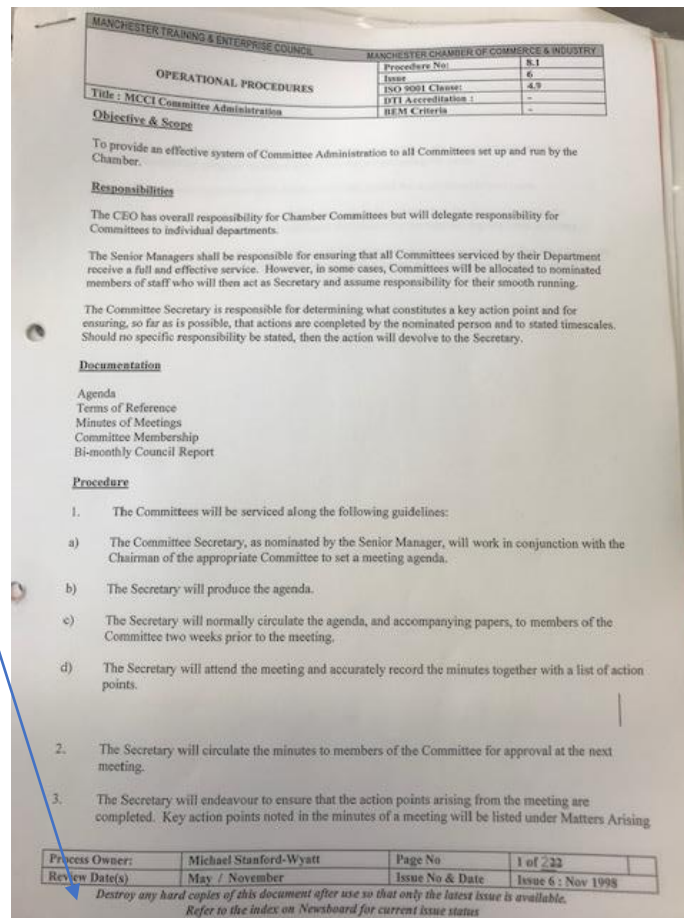 MANCHESTER TRAINING & ENTERPRISE COUNCIL
MANCHESTER CHAMBER OF COMMERCE & INDUSTRY
OPERATIONAL PROCEDURES
Procedure No: 8.1
Issue 6
ISO 9001 Clause: 4.9
DTI Accreditation : -
BEM Criteria -
Title : MCCI Committee Administration
Objective & Scope
To provide an effective system of Committee Administration to all Committees set up and run by the
Chamber.
Responsibilities
The CEO has overall responsibility for Chamber Committees but will delegate responsibility for
Committees to individual departments.
The Senior Managers shall be responsible for ensuring that all Committees serviced by their Department
receive a full and effective service. However, in some cases, Committees will be allocated to nominated
members of staff who will then act as Secretary and assume responsibility for their smooth running.
The Committee Secretary is responsible for determining what constitutes a key action point and for
ensuring, so far as is possible, that actions are completed by the nominated person and to stated timescales.
Should no specific responsibility be stated, then the action will devolve to the Secretary.
Documentation
Agenda
Terms of Reference
Minutes of Meetings
Committee Membership
Bi-monthly Council Report
Procedure
1. The Committees will be serviced along the following guidelines:
a) The Committee Secretary, as nominated by the Senior Manager, will work in conjunction with the
Chairman of the appropriate Committee to set a meeting agenda.
b) The Secretary will produce the agenda.
c) The Secretary will normally circulate the agenda, and accompanying papers, to members of the
Committee two weeks prior to the meeting.
d) The Secretary will attend the meeting and accurately record the minutes together with a list of action
points.
2. The Secretary will circulate the minutes to members of the Committee for approval at the next
meeting.
3. The Secretary will endeavour to ensure that the action points arising from the meeting are
completed. Key action points noted in the minutes of a meeting will be listed under Matters Arising
Process Owner: Michael Stanford-Wyatt Page No 1 of 222
Review Date(s) May / November Issue No & Date Issue 6 : Nov 1998
Destroy any hard copies of this document after use so that only the latest issue is available.
Refer to the index on Newsboard for current issue status